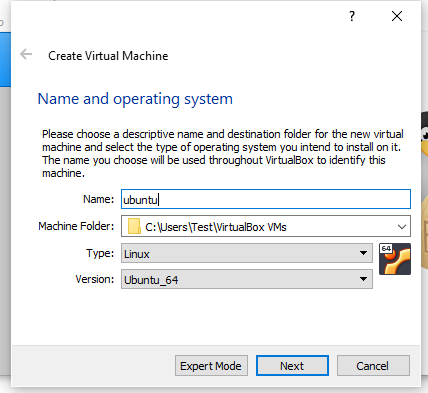 ?
Create Virtual Machine
Name and operating system
Please choose a descriptive name and destination folder for the new virtual
machine and select the type of operating system you intend to install on it.
The name you choose will be used throughout VirtualBox to identify this
machine.
Name: ubuntu
Machine Folder: C:\Users\Test\VirtualBox VMs
Type: Linux
64
Version: Ubuntu_64
Expert Mode Next Cancel